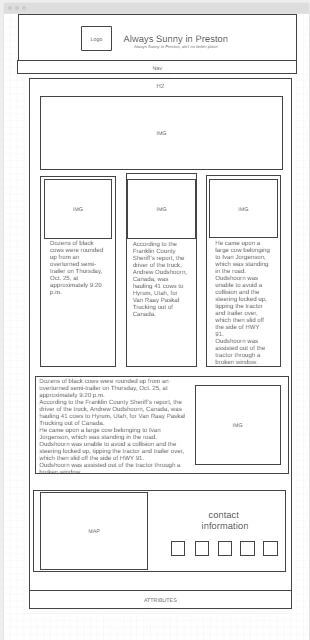 Logo
Always Sunny in Preston
Always Sunny in Preston, ain't no better place
Nav
H2
IMG
IMG
Dozens of black
cows were rounded
up from an
overturned semi-
trailer on Thursday,
Oct. 25, at
approximately 9:20
p.m.
IMG
According to the
Franklin County
Sheriff's report, the
driver of the truck,
Andrew Oudshoorn,
Canada, was
hauling 41 cows to
Hyrum, Utah, for
Van Raay Paskal
Trucking out of
Canada.
IMG
He came upon a
large cow belonging
to Ivan Jorgenson,
which was standing
in the road.
Oudshoorn was
unable to avoid a
collision and the
steering locked up,
tipping the tractor
and trailer over,
which then slid off
the side of HWY
91.
Oudshoorn was
assisted out of the
tractor through a
broken window.
Dozens of black cows were rounded up from an
overturned semi-trailer on Thursday, Oct. 25, at
approximately 9:20 p.m.
According to the Franklin County Sheriff's report, the
driver of the truck, Andrew Oudshoorn, Canada, was
hauling 41 cows to Hyrum, Utah, for Van Raay Paskal
Trucking out of Canada.
He came upon a large cow belonging to Ivan
Jorgenson, which was standing in the road.
Oudshoorn was unable to avoid a collision and the
steering locked up, tipping the tractor and trailer over,
which then slid off the side of HWY 91.
Oudshoorn was assisted out of the tractor through a
broken window.
IMG
MAP
contact
information
ATTRIBUTES